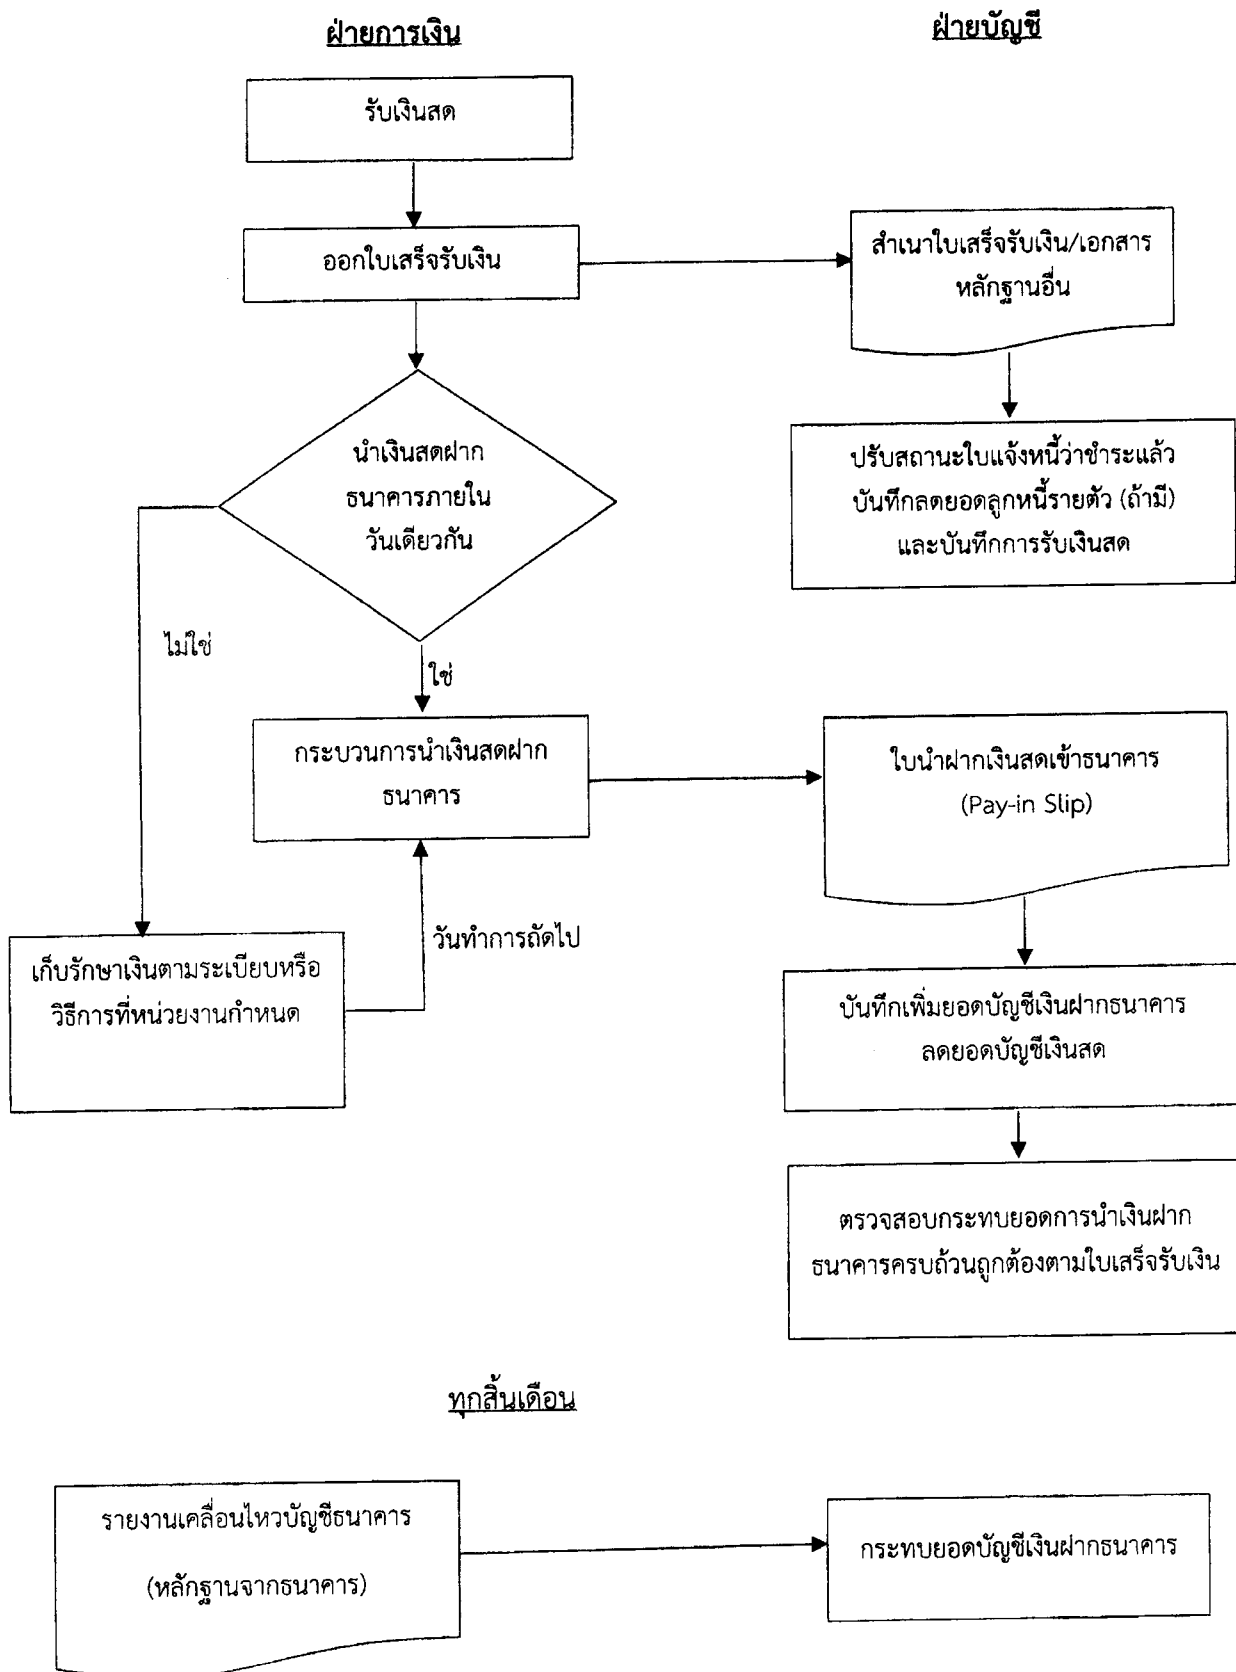 ฝ่ายการเงิน
ฝ่ายบัญชี
รับเงินสด
ออกใบเสร็จรับเงิน
สำเนาใบเสร็จรับเงิน/เอกสาร
หลักฐานอื่น
นำเงินสดฝาก
ธนาคารภายใน
วันเดียวกัน
ปรับสถานะใบแจ้งหนี้ว่าชำระแล้ว
บันทึกลดยอดลูกหนี้รายตัว (ถ้ามี)
และบันทึกการรับเงินสด
ไม่ใช่
ใช่
กระบวนการนำเงินสดฝาก
ธนาคาร
ใบนำฝากเงินสดเข้าธนาคาร
(Pay-in Slip)
วันทำการถัดไป
เก็บรักษาเงินตามระเบียบหรือ
วิธีการที่หน่วยงานกำหนด
บันทึกเพิ่มยอดบัญชีเงินฝากธนาคาร
ลดยอดบัญชีเงินสด
ตรวจสอบกระทบยอดการนำเงินฝาก
ธนาคารครบถ้วนถูกต้องตามใบเสร็จรับเงิน
ทุกสิ้นเดือน
รายงานเคลื่อนไหวบัญชีธนาคาร
(หลักฐานจากธนาคาร)
กระทบยอดบัญชีเงินฝากธนาคาร